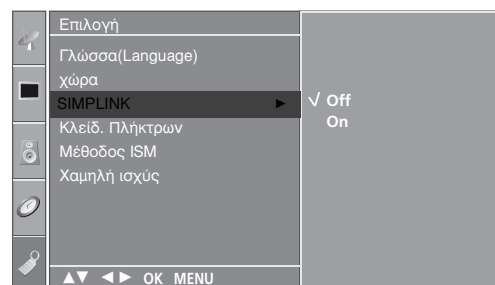 Επιλογή
Γλώσσα(Language)
χώρα
SIMPLINK ►
Κλείδ. Πλήκτρων
Μέθοδος ISM
Χαμηλή ισχύς
√ Off
On
▲▼ ◄► OK MENU